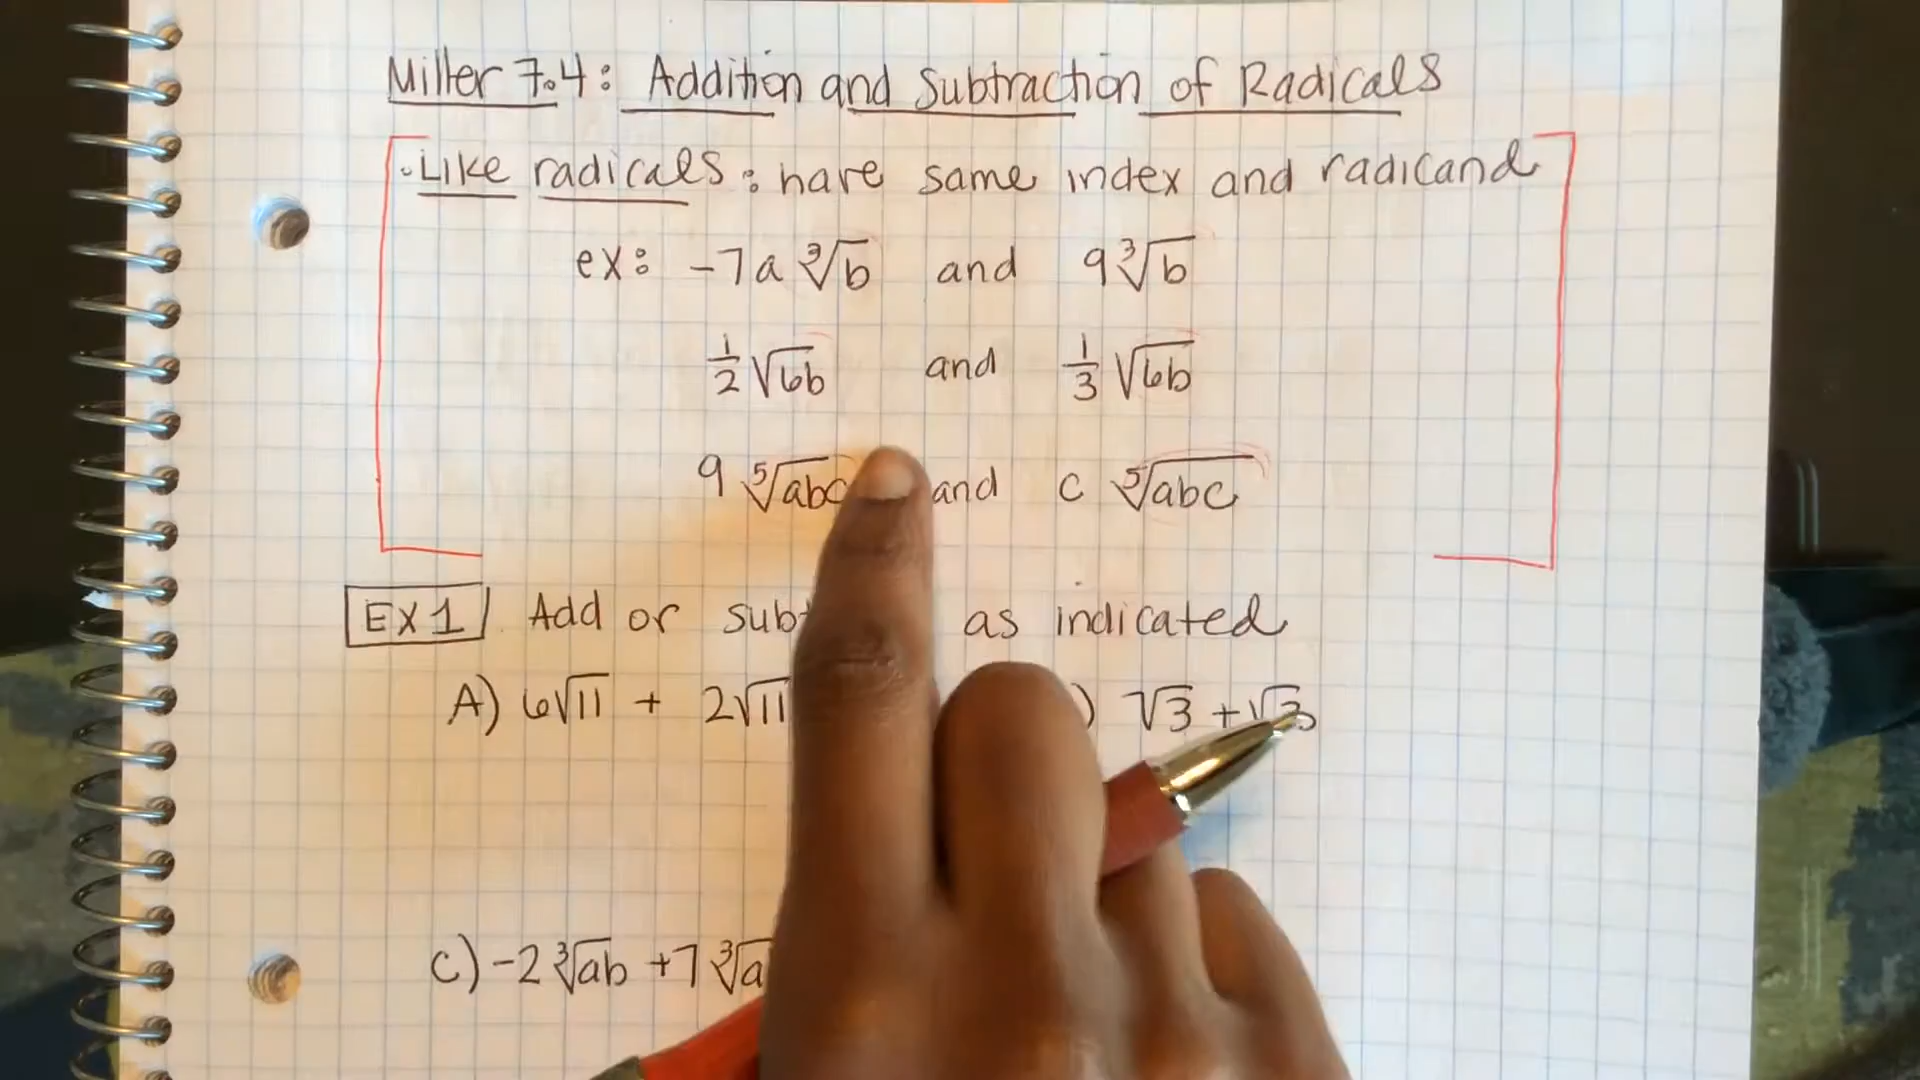 Miller 7.4: Addition and Subtraction of Radicals
• Like radicals: have same index and radicand
ex: -7a ∛b and 9∛b
1/2 √6b and 1/3 √6b
9 ⁵√abc and c ⁵√abc
EX 1 Add or as indicated
A) 6√11 + 2√11 ) √3 + √3
C) -2 ∛ab + 7 ∛a